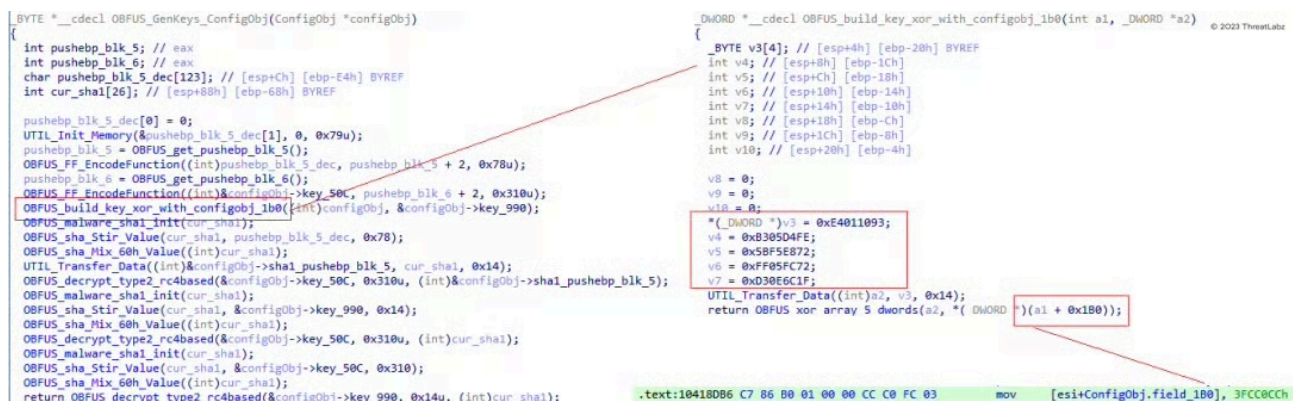 _BYTE *__cdecl OBFUS_GenKeys_ConfigObj(ConfigObj *configObj)
{
int pushebp_blk_5; // eax
int pushebp_blk_6; // eax
char pushebp_blk_5_dec[123]; // [esp+Ch] [ebp-E4h] BYREF
int cur_sha1[26]; // [esp+88h] [ebp-68h] BYREF
pushebp_blk_5_dec[0] = 0;
UTIL_Init_Memory(&pushebp_blk_5_dec[1], 0, 0x79u);
pushebp_blk_5 = OBFUS_get_pushebp_blk_5();
OBFUS_FF_EncodeFunction((int)pushebp_blk_5_dec, pushebp_blk_5 + 2, 0x78u);
pushebp_blk_6 = OBFUS_get_pushebp_blk_6();
OBFUS_FF_EncodeFunction((int)&configObj->key_50C, pushebp_blk_6 + 2, 0x310u);
OBFUS_build_key_xor_with_configobj_1b0((int)configObj, &configObj->key_990);
OBFUS_malware_sha1_init(cur_sha1);
OBFUS_sha_Stir_Value(cur_sha1, pushebp_blk_5_dec, 0x78);
OBFUS_sha_Mix_60h_Value((int)cur_sha1);
UTIL_Transfer_Data((int)&configObj->sha1_pushebp_blk_5, cur_sha1, 0x14);
OBFUS_decrypt_type2_rc4based(&configObj->key_50C, 0x310u, (int)&configObj->sha1_pushebp_blk_5);
OBFUS_malware_sha1_init(cur_sha1);
OBFUS_sha_Stir_Value(cur_sha1, &configObj->key_990, 0x14);
OBFUS_sha_Mix_60h_Value((int)cur_sha1);
OBFUS_decrypt_type2_rc4based(&configObj->key_50C, 0x310u, (int)cur_sha1);
OBFUS_malware_sha1_init(cur_sha1);
OBFUS_sha_Stir_Value(cur_sha1, &configObj->key_50C, 0x310);
OBFUS_sha_Mix_60h_Value((int)cur_sha1);
return OBFUS_decrypt_type2_rc4based(&configObj->key_990, 0x14u, (int)cur_sha1);
_DWORD *__cdecl OBFUS_build_key_xor_with_configobj_1b0(int a1, _DWORD *a2)
© 2023 ThreatLabz
{
_BYTE v3[4]; // [esp+4h] [ebp-20h] BYREF
int v4; // [esp+8h] [ebp-1Ch]
int v5; // [esp+Ch] [ebp-18h]
int v6; // [esp+10h] [ebp-14h]
int v7; // [esp+14h] [ebp-10h]
int v8; // [esp+18h] [ebp-Ch]
int v9; // [esp+1Ch] [ebp-8h]
int v10; // [esp+20h] [ebp-4h]
v8 = 0;
v9 = 0;
v10 = 0;
*(_DWORD *)v3 = 0xE4011093;
v4 = 0xB305D4FE;
v5 = 0x5BF5E872;
v6 = 0xFF05FC72;
v7 = 0xD30E6C1F;
UTIL_Transfer_Data((int)a2, v3, 0x14);
return OBFUS_xor_array_5_dwords(a2, *(_DWORD *)(a1 + 0x1B0));
.text:10418DB6 C7 86 B0 01 00 00 CC C0 FC 03 mov [esi+ConfigObj.field_1B0], 3FCC0CCh